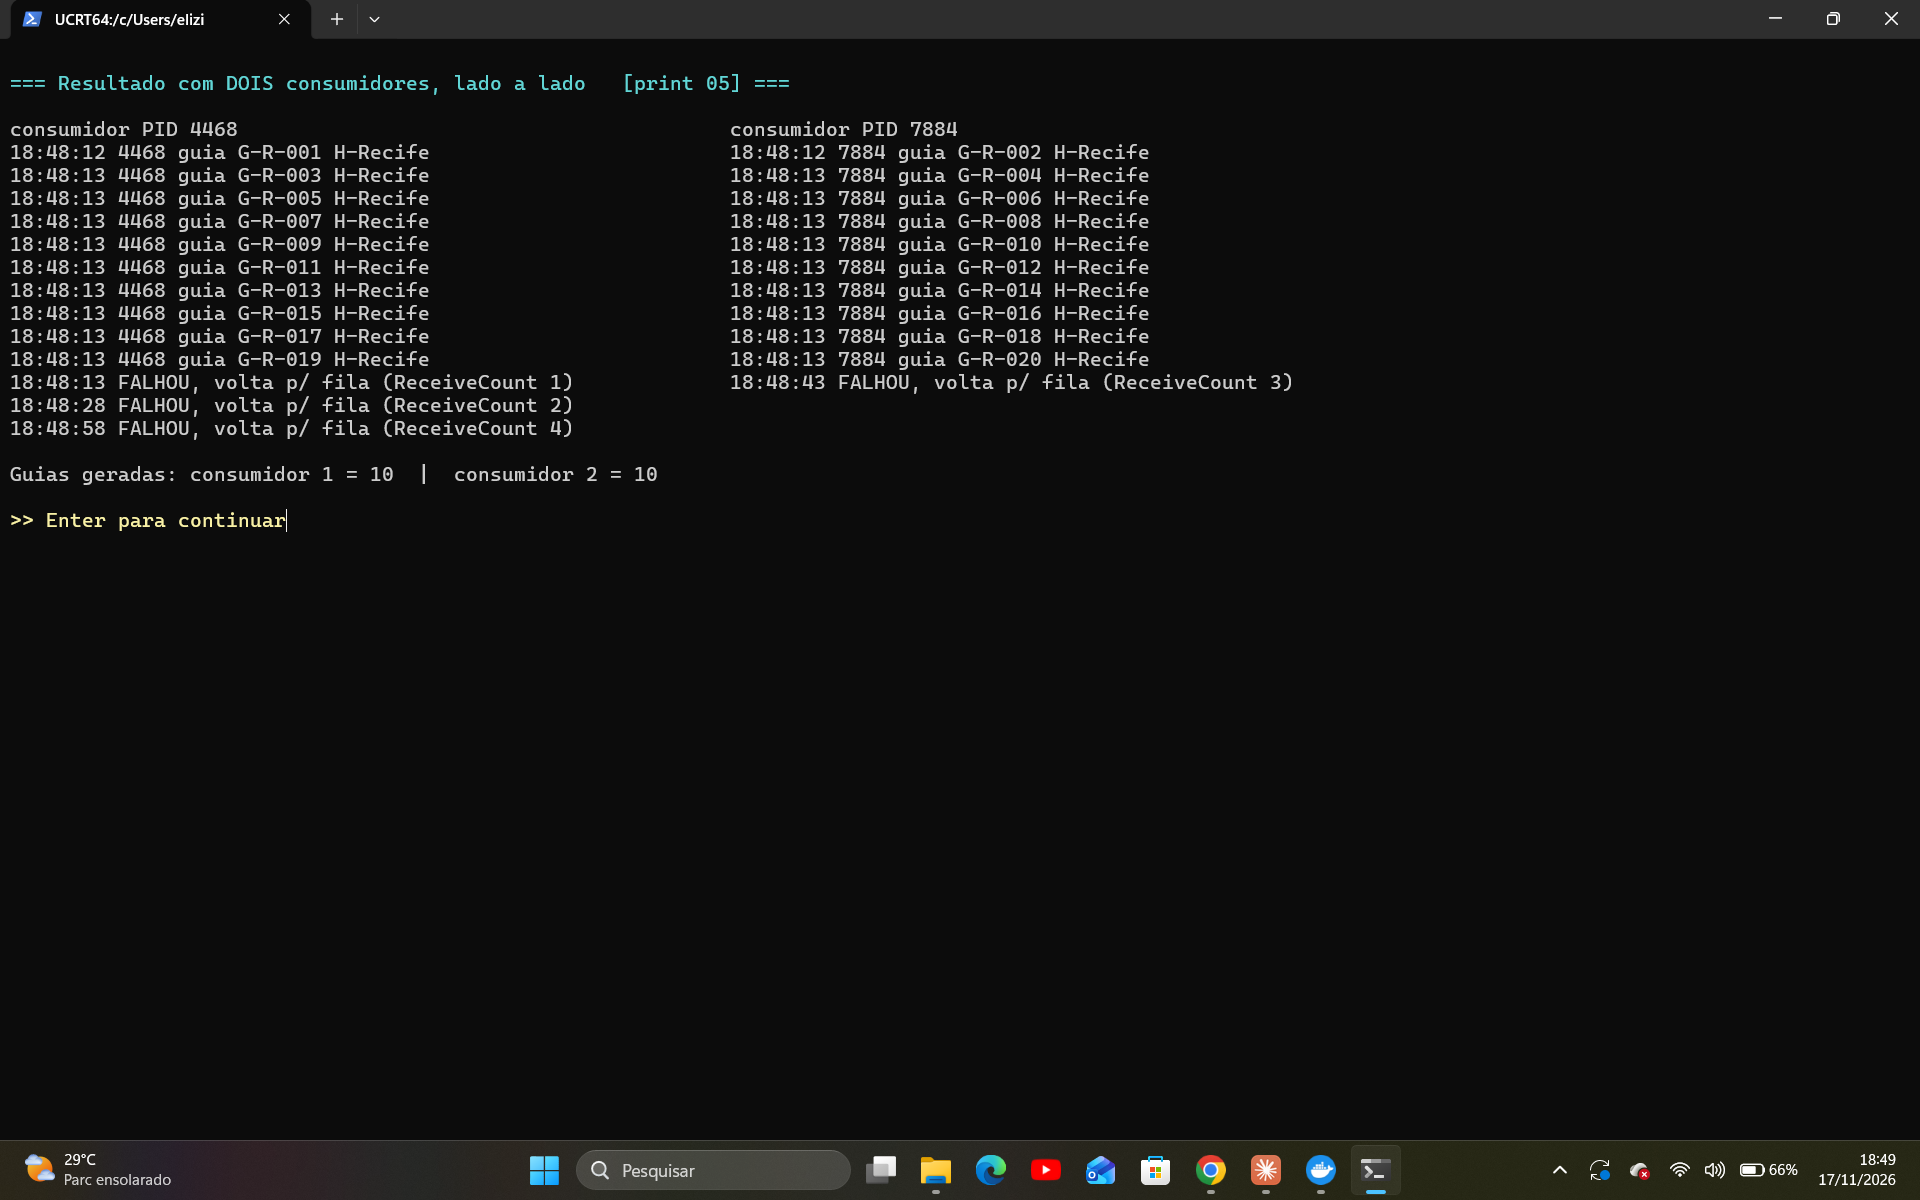 UCRT64:/c/Users/elizi
=== Resultado com DOIS consumidores, lado a lado   [print 05] ===
consumidor PID 4468
18:48:12 4468 guia G-R-001 H-Recife
18:48:13 4468 guia G-R-003 H-Recife
18:48:13 4468 guia G-R-005 H-Recife
18:48:13 4468 guia G-R-007 H-Recife
18:48:13 4468 guia G-R-009 H-Recife
18:48:13 4468 guia G-R-011 H-Recife
18:48:13 4468 guia G-R-013 H-Recife
18:48:13 4468 guia G-R-015 H-Recife
18:48:13 4468 guia G-R-017 H-Recife
18:48:13 4468 guia G-R-019 H-Recife
18:48:13 FALHOU, volta p/ fila (ReceiveCount 1)
18:48:28 FALHOU, volta p/ fila (ReceiveCount 2)
18:48:58 FALHOU, volta p/ fila (ReceiveCount 4)
consumidor PID 7884
18:48:12 7884 guia G-R-002 H-Recife
18:48:13 7884 guia G-R-004 H-Recife
18:48:13 7884 guia G-R-006 H-Recife
18:48:13 7884 guia G-R-008 H-Recife
18:48:13 7884 guia G-R-010 H-Recife
18:48:13 7884 guia G-R-012 H-Recife
18:48:13 7884 guia G-R-014 H-Recife
18:48:13 7884 guia G-R-016 H-Recife
18:48:13 7884 guia G-R-018 H-Recife
18:48:13 7884 guia G-R-020 H-Recife
18:48:43 FALHOU, volta p/ fila (ReceiveCount 3)
Guias geradas: consumidor 1 = 10  |  consumidor 2 = 10
>> Enter para continuar
29°C
Parc ensolarado
Pesquisar
66%
18:49
17/11/2026